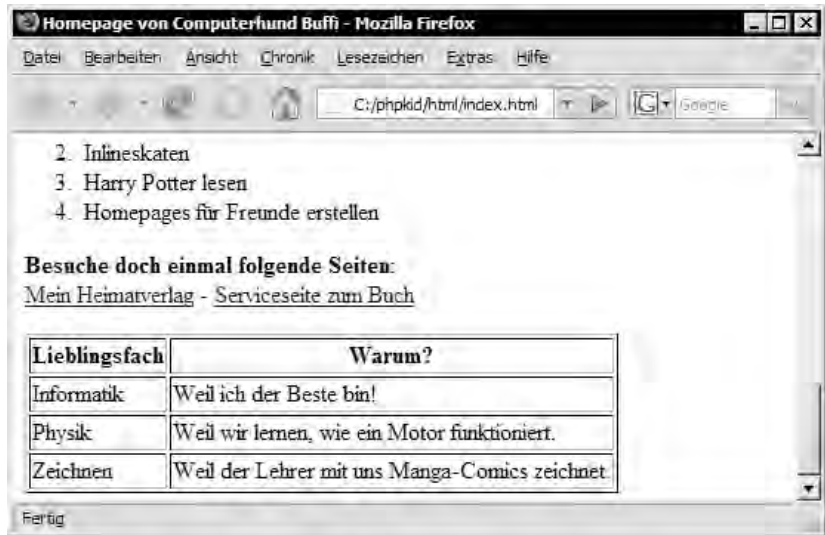 Homepage von Computerhund Buffi - Mozilla Firefox
Datei Bearbeiten Ansicht Chronik Lesezeichen Extras Hilfe
C:/phpkid/html/index.html G Google
2. Inlineskaten
3. Harry Potter lesen
4. Homepages für Freunde erstellen
Besuche doch einmal folgende Seiten:
Mein Heimatverlag - Serviceseite zum Buch
Lieblingsfach Warum?
Informatik Weil ich der Beste bin!
Physik Weil wir lernen, wie ein Motor funktioniert.
Zeichnen Weil der Lehrer mit uns Manga-Comics zeichnet
Fertig